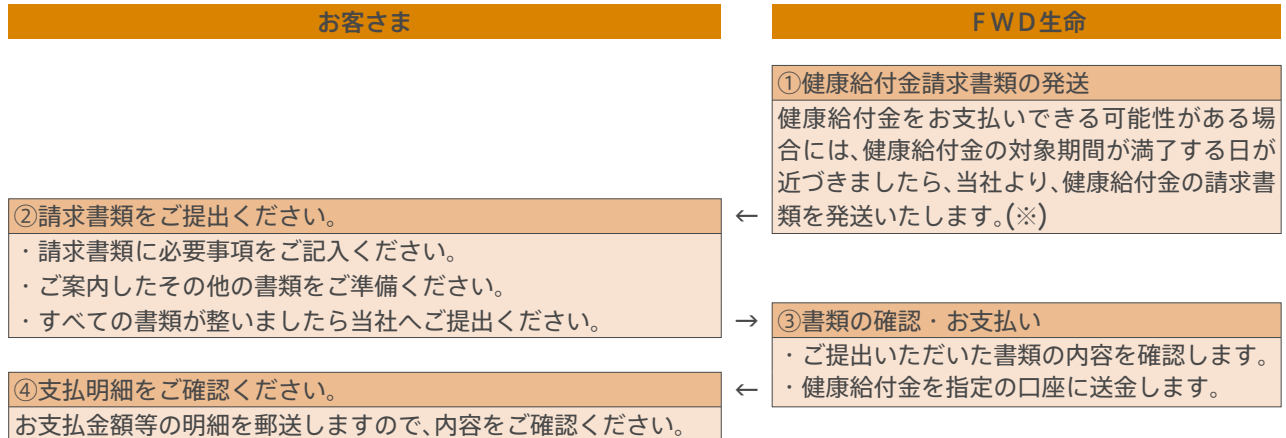 お客さま
FWD生命
①健康給付金請求書類の発送
健康給付金をお支払いできる可能性がある場
合には、健康給付金の対象期間が満了する日が
近づきましたら、当社より、健康給付金の請求書
類を発送いたします。(※)
←
②請求書類をご提出ください。
・請求書類に必要事項をご記入ください。
・ご案内したその他の書類をご準備ください。
・すべての書類が整いましたら当社へご提出ください。
→
③書類の確認・お支払い
・ご提出いただいた書類の内容を確認します。
・健康給付金を指定の口座に送金します。
←
④支払明細をご確認ください。
お支払金額等の明細を郵送しますので、内容をご確認ください。